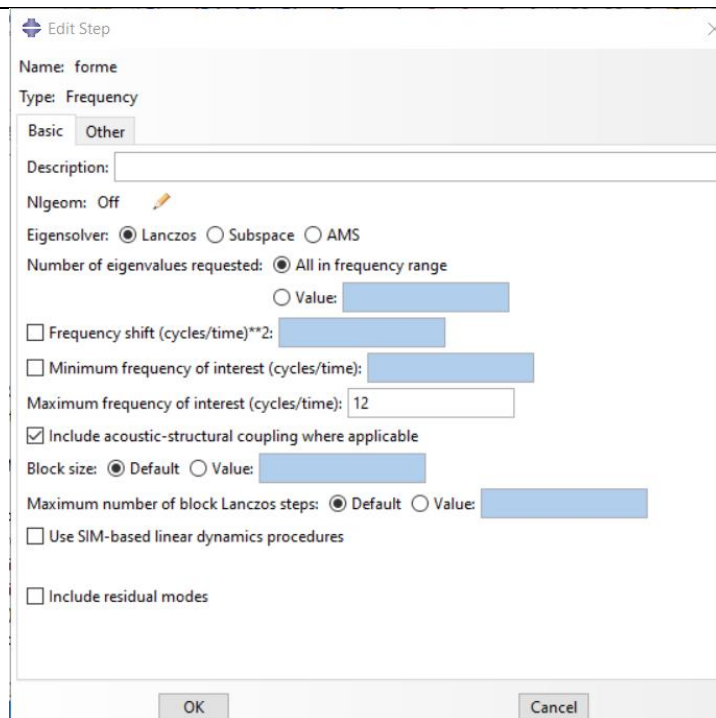 Edit Step
Name: forme
Type: Frequency
Basic Other
Description:
Nlgeom: Off
Eigensolver: Lanczos Subspace AMS
Number of eigenvalues requested: All in frequency range
Value:
Frequency shift (cycles/time)**2:
Minimum frequency of interest (cycles/time):
Maximum frequency of interest (cycles/time): 12
Include acoustic-structural coupling where applicable
Block size: Default Value:
Maximum number of block Lanczos steps: Default Value:
Use SIM-based linear dynamics procedures
Include residual modes
OK Cancel